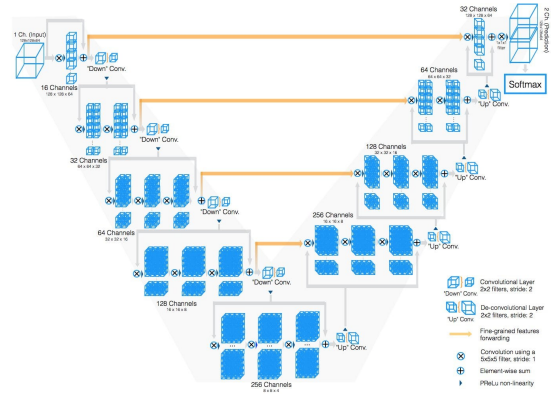 1 Ch. (Input)
128x128x64
"Down" Conv.
16 Channels
128 x 128 x 64
"Down" Conv.
32 Channels
64 x 64 x 32
"Down" Conv.
64 Channels
32 x 32 x 16
"Down" Conv.
128 Channels
16 x 16 x 8
"Up" Conv.
256 Channels
8 x 8 x 4
256 Channels
16 x 16 x 8
"Up" Conv.
128 Channels
32 x 32 x 16
"Up" Conv.
64 Channels
64 x 64 x 32
"Up" Conv.
32 Channels
128 x 128 x 64
2 Ch. (Prediction)
128x128x64
Softmax
Convolutional Layer
2x2 filters, stride: 2
"Down" Conv.
De-convolutional Layer
2x2 filters, stride: 2
"Up" Conv.
Fine-grained features
forwarding
Convolution using a
5x5x5 filter, stride: 1
Element-wise sum
PReLu non-linearity